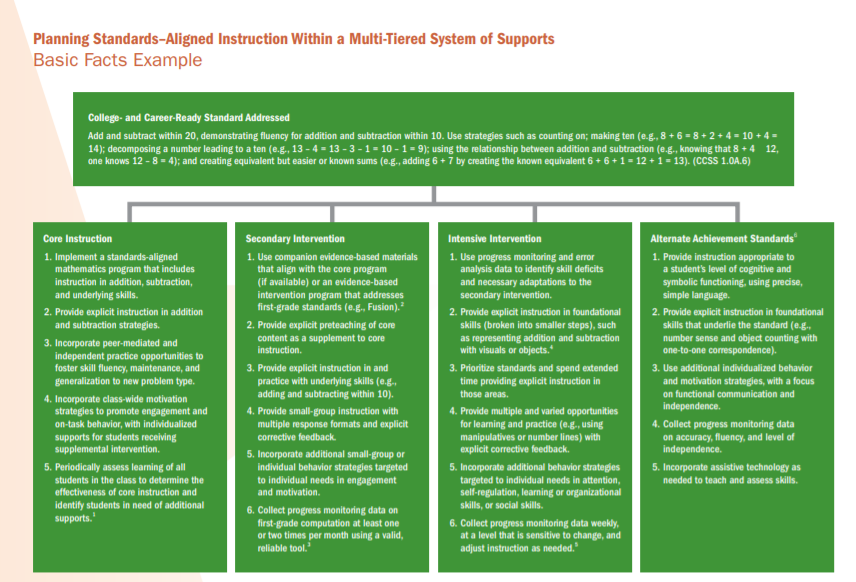 Planning Standards–Aligned Instruction Within a Multi-Tiered System of Supports
Basic Facts Example
College- and Career-Ready Standard Addressed
Add and subtract within 20, demonstrating fluency for addition and subtraction within 10. Use strategies such as counting on; making ten (e.g., 8 + 6 = 8 + 2 + 4 = 10 + 4 =
14); decomposing a number leading to a ten (e.g., 13 – 4 = 13 – 3 – 1 = 10 – 1 = 9); using the relationship between addition and subtraction (e.g., knowing that 8 + 4 12,
one knows 12 – 8 = 4); and creating equivalent but easier or known sums (e.g., adding 6 + 7 by creating the known equivalent 6 + 6 + 1 = 12 + 1 = 13). (CCSS 1.OA.6)
Core Instruction
1. Implement a standards-aligned
mathematics program that includes
instruction in addition, subtraction,
and underlying skills.
2. Provide explicit instruction in addition
and subtraction strategies.
3. Incorporate peer-mediated and
independent practice opportunities to
foster skill fluency, maintenance, and
generalization to new problem type.
4. Incorporate class-wide motivation
strategies to promote engagement and
on-task behavior, with individualized
supports for students receiving
supplemental intervention.
5. Periodically assess learning of all
students in the class to determine the
effectiveness of core instruction and
identify students in need of additional
supports.1
Secondary Intervention
1. Use companion evidence-based materials
that align with the core program
(if available) or an evidence-based
intervention program that addresses
first-grade standards (e.g., Fusion).2
2. Provide explicit preteaching of core
content as a supplement to core
instruction.
3. Provide explicit instruction in and
practice with underlying skills (e.g.,
adding and subtracting within 10).
4. Provide small-group instruction with
multiple response formats and explicit
corrective feedback.
5. Incorporate additional small-group or
individual behavior strategies targeted
to individual needs in engagement
and motivation.
6. Collect progress monitoring data on
first-grade computation at least one
or two times per month using a valid,
reliable tool.3
Intensive Intervention
1. Use progress monitoring and error
analysis data to identify skill deficits
and necessary adaptations to the
secondary intervention.
2. Provide explicit instruction in foundational
skills (broken into smaller steps), such
as representing addition and subtraction
with visuals or objects.4
3. Prioritize standards and spend extended
time providing explicit instruction in
those areas.
4. Provide multiple and varied opportunities
for learning and practice (e.g., using
manipulatives or number lines) with
explicit corrective feedback.
5. Incorporate additional behavior strategies
targeted to individual needs in attention,
self-regulation, learning or organizational
skills, or social skills.
6. Collect progress monitoring data weekly,
at a level that is sensitive to change, and
adjust instruction as needed.5
Alternate Achievement Standards6
1. Provide instruction appropriate to
a student's level of cognitive and
symbolic functioning, using precise,
simple language.
2. Provide explicit instruction in foundational
skills that underlie the standard (e.g.,
number sense and object counting with
one-to-one correspondence).
3. Use additional individualized behavior
and motivation strategies, with a focus
on functional communication and
independence.
4. Collect progress monitoring data
on accuracy, fluency, and level of
independence.
5. Incorporate assistive technology as
needed to teach and assess skills.